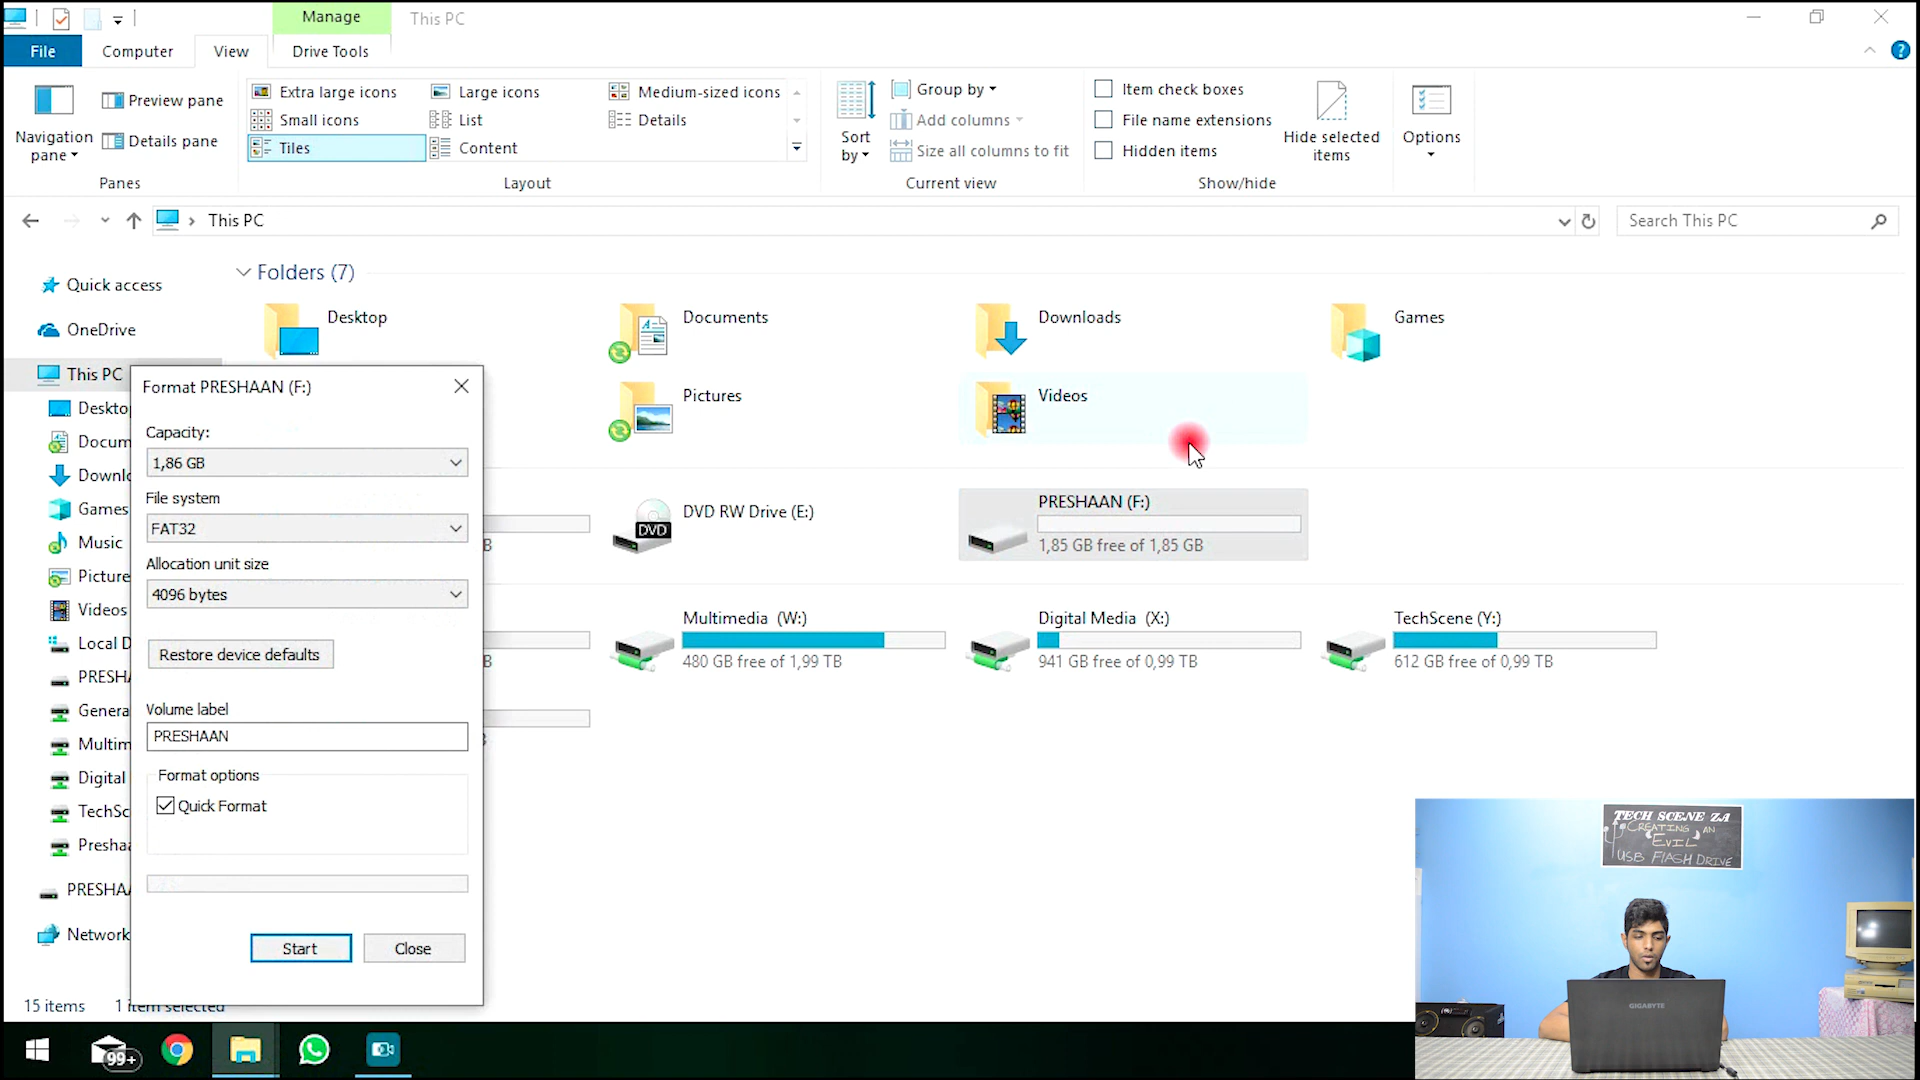 Manage
This PC
File
Computer
View
Drive Tools
Navigation pane
Preview pane
Details pane
Panes
Extra large icons
Large icons
Medium-sized icons
Small icons
List
Details
Tiles
Content
Layout
Sort by
Group by
Add columns
Size all columns to fit
Current view
Item check boxes
File name extensions
Hidden items
Hide selected items
Show/hide
Options
This PC
Search This PC
Quick access
OneDrive
This PC
Deskto
Docum
Downlo
Games
Music
Picture
Videos
Local D
PRESHA
Genera
Multim
Digital
TechSc
Preshaa
PRESHAA
Network
Folders (7)
Desktop
Documents
Downloads
Games
Pictures
Videos
DVD RW Drive (E:)
DVD
PRESHAAN (F:)
1,85 GB free of 1,85 GB
B
Multimedia (W:)
480 GB free of 1,99 TB
Digital Media (X:)
941 GB free of 0,99 TB
TechScene (Y:)
612 GB free of 0,99 TB
B
Format PRESHAAN (F:)
Capacity:
1,86 GB
File system
FAT32
Allocation unit size
4096 bytes
Restore device defaults
Volume label
PRESHAAN
Format options
Quick Format
Start
Close
15 items
1 item selected
99+
TECH SCENE ZA
CREATING AN
"EVIL"
USB FLASH DRIVE
GIGABYTE